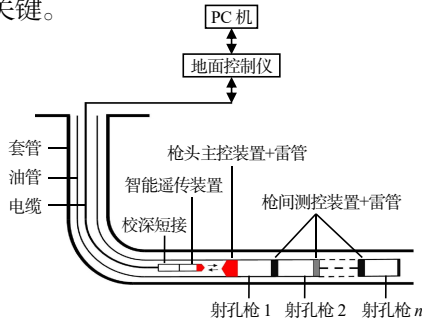 关键。
PC 机
地面控制仪
套管
油管
电缆
枪头主控装置+雷管
智能遥传装置
校深短接
枪间测控装置+雷管
射孔枪 1
射孔枪 2
射孔枪 n